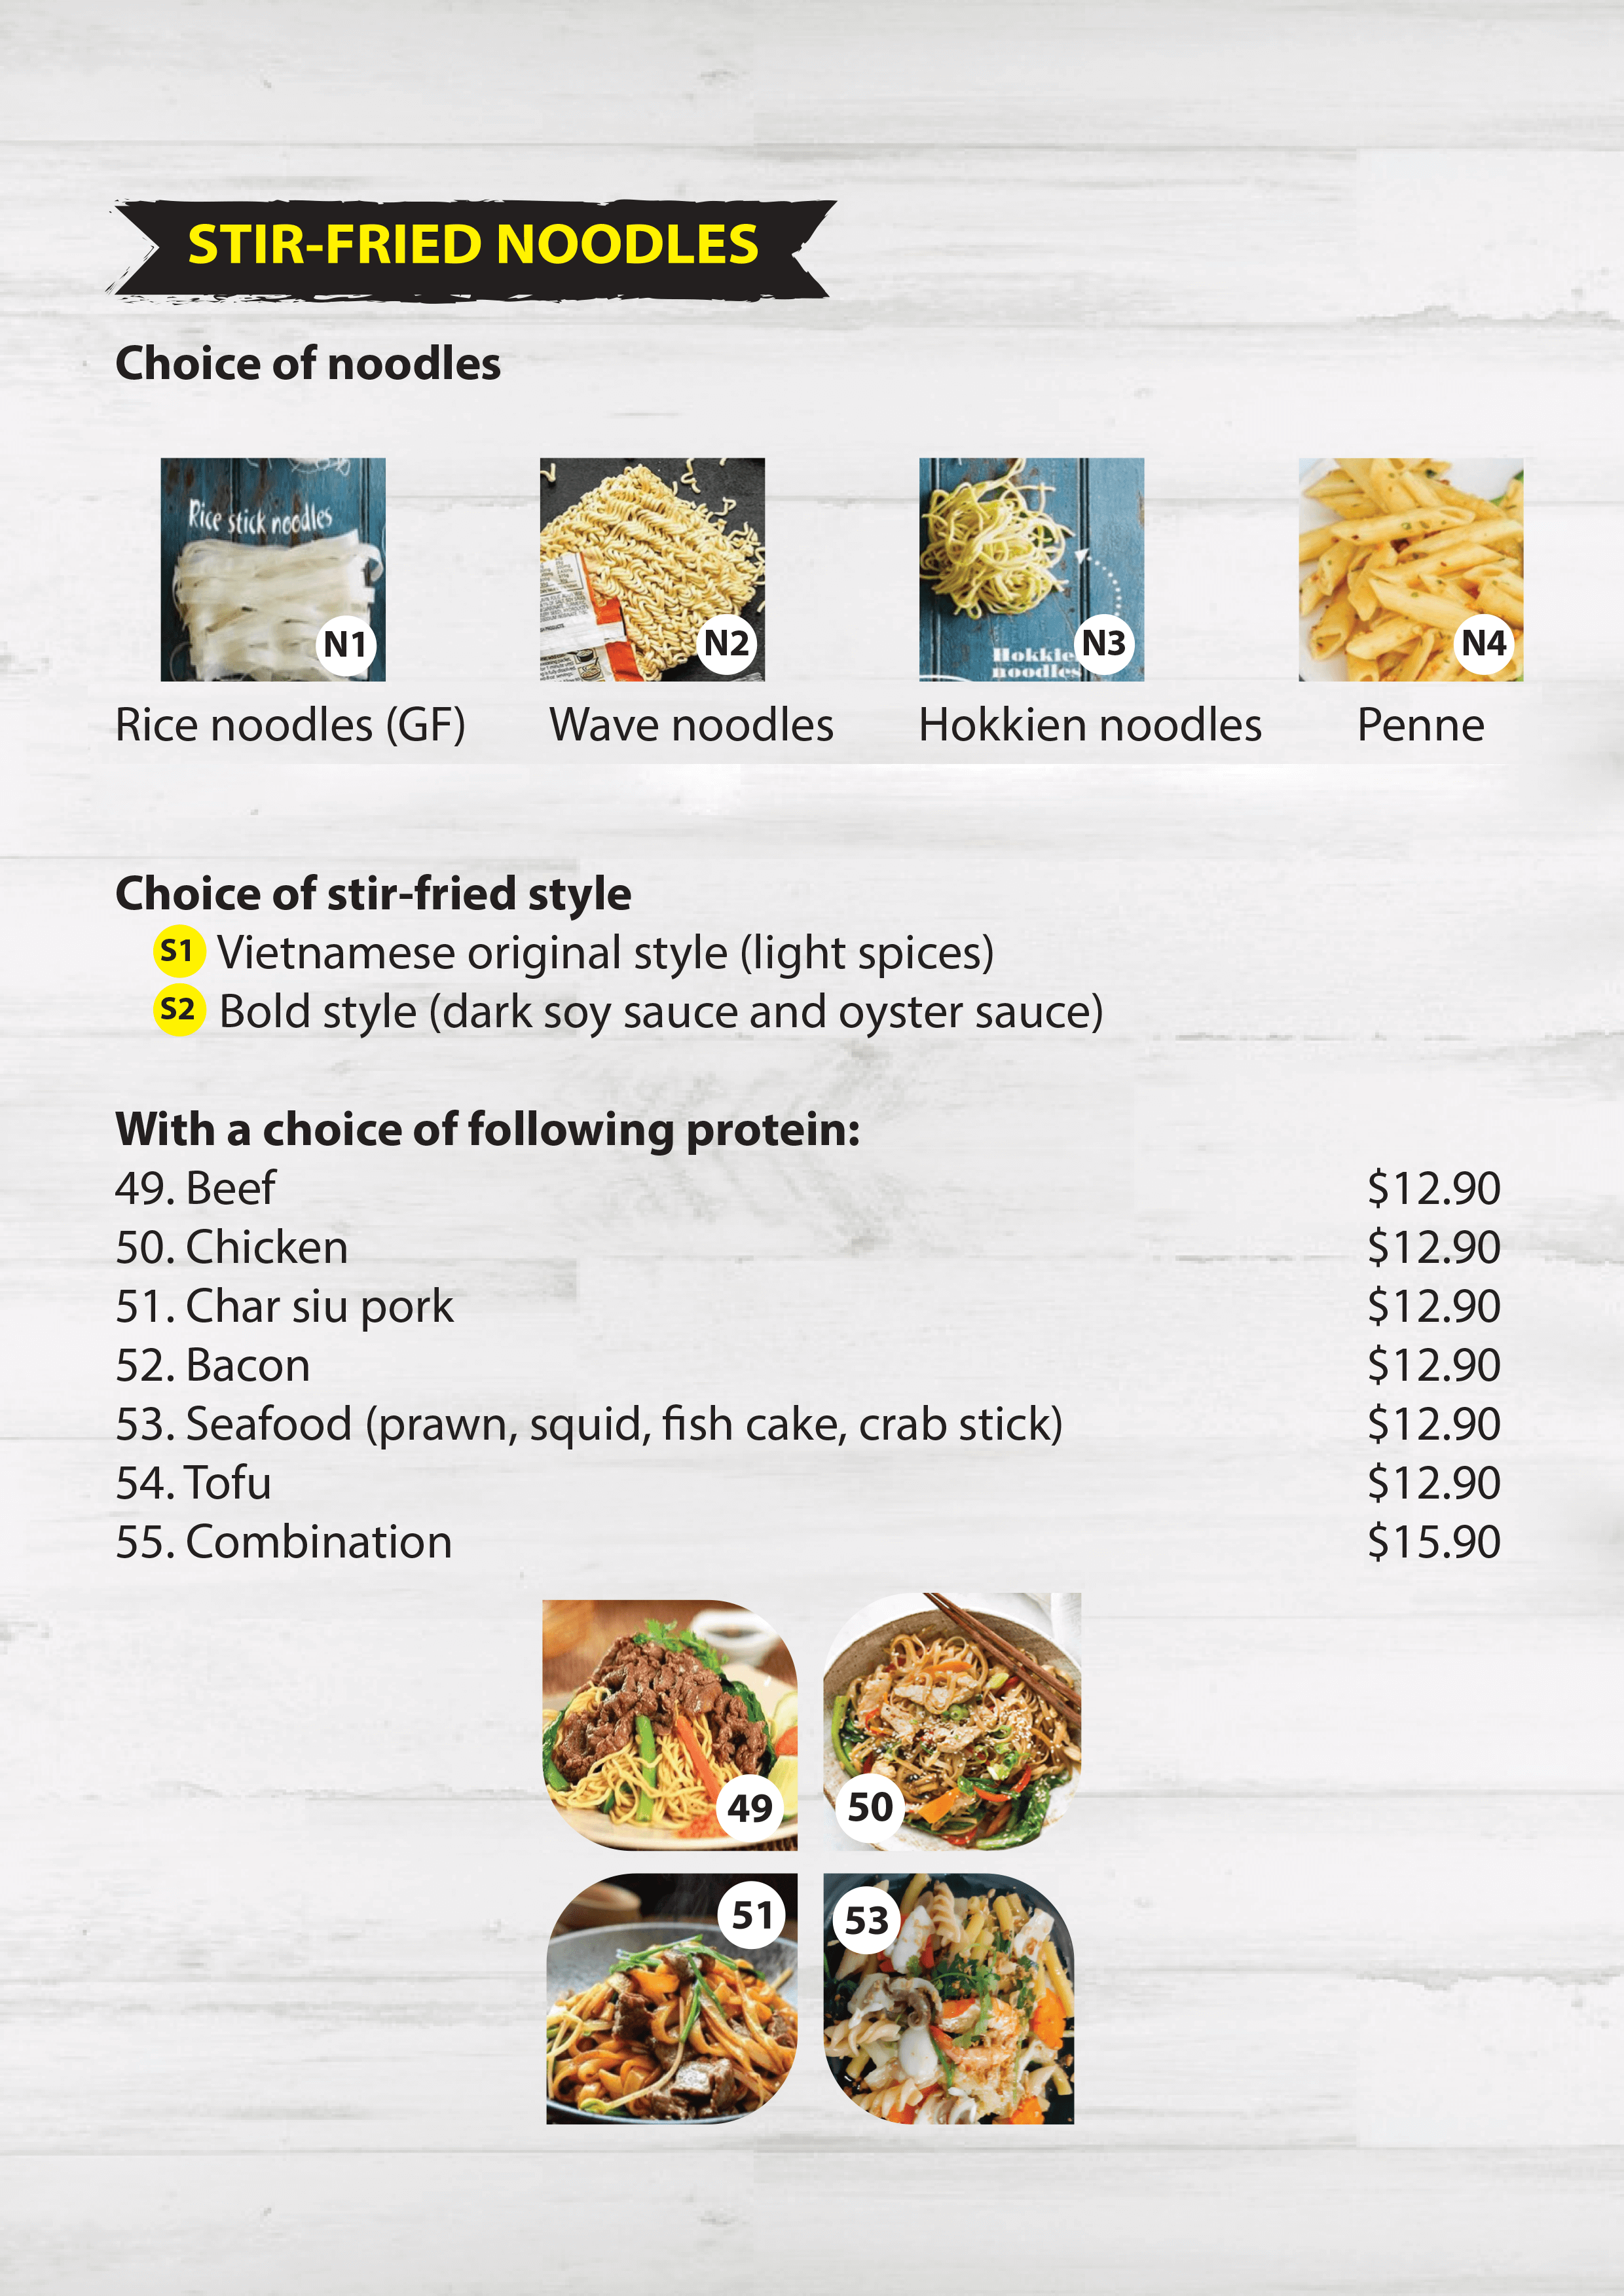 STIR-FRIED NOODLES
Choice of noodles
Rice stick noodles
N1
N2
Hokkie
noodles
N3
N4
Rice noodles (GF)
Wave noodles
Hokkien noodles
Penne
Choice of stir-fried style
S1 Vietnamese original style (light spices)
S2 Bold style (dark soy sauce and oyster sauce)
With a choice of following protein:
49. Beef $12.90
50. Chicken $12.90
51. Char siu pork $12.90
52. Bacon $12.90
53. Seafood (prawn, squid, fish cake, crab stick) $12.90
54. Tofu $12.90
55. Combination $15.90
49
50
51
53